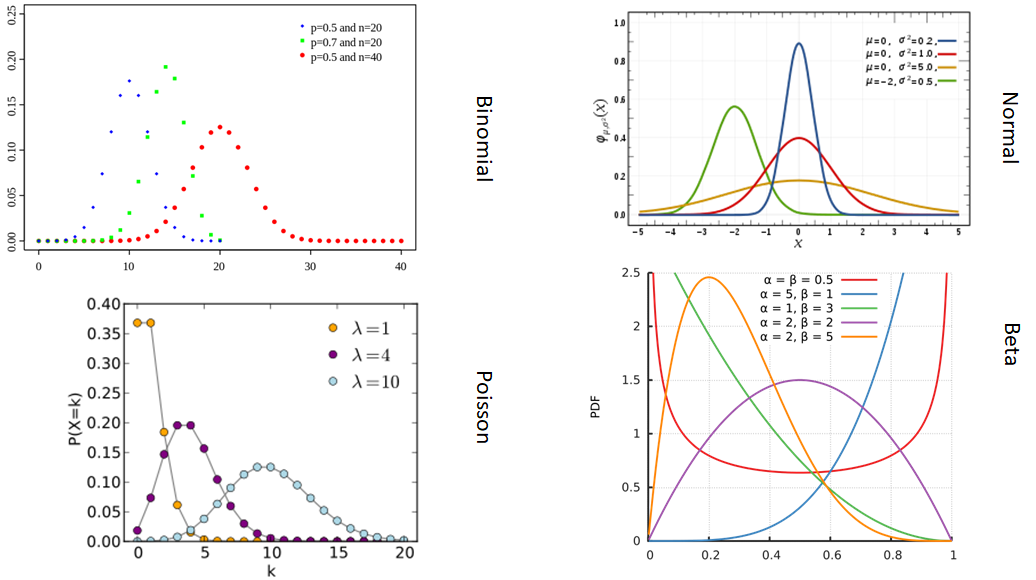 0.00 0.05 0.10 0.15 0.20 0.25
p=0.5 and n=20
p=0.7 and n=20
p=0.5 and n=40
0 10 20 30 40
Binomial
φμ,σ²(x)
1.0
0.8
0.6
0.4
0.2
0.0
μ=0, σ²=0.2,
μ=0, σ²=1.0,
μ=0, σ²=5.0,
μ=-2, σ²=0.5,
-5 -4 -3 -2 -1 0 1 2 3 4 5
x
Normal
P(X=k)
0.40
0.35
0.30
0.25
0.20
0.15
0.10
0.05
0.00
λ=1
λ=4
λ=10
0 5 10 15 20
k
Poisson
PDF
2.5
2
1.5
1
0.5
0
α = β = 0.5
α = 5, β = 1
α = 1, β = 3
α = 2, β = 2
α = 2, β = 5
0 0.2 0.4 0.6 0.8 1
Beta